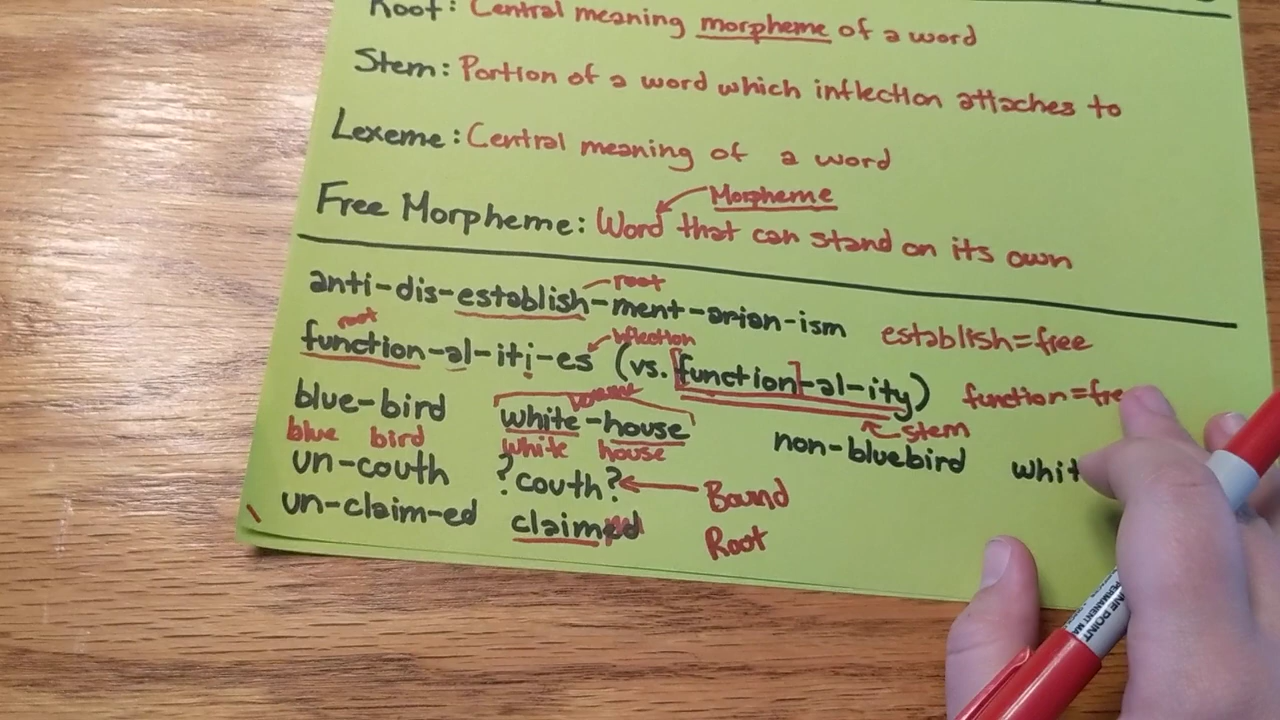 Root: Central meaning morpheme of a word
Stem: Portion of a word which inflection attaches to
Lexeme: Central meaning of a word
Morpheme
Free Morpheme: Word that can stand on its own
root
anti-dis-establish-ment-arian-ism establish=free
root inflection
function-al-iti-es (vs. [function]-al-ity) function=fre
stem
blue-bird white-house non-bluebird whit
blue bird white house
un-couth ?couth? Bound
un-claim-ed claimed Root
PERMANENT MA